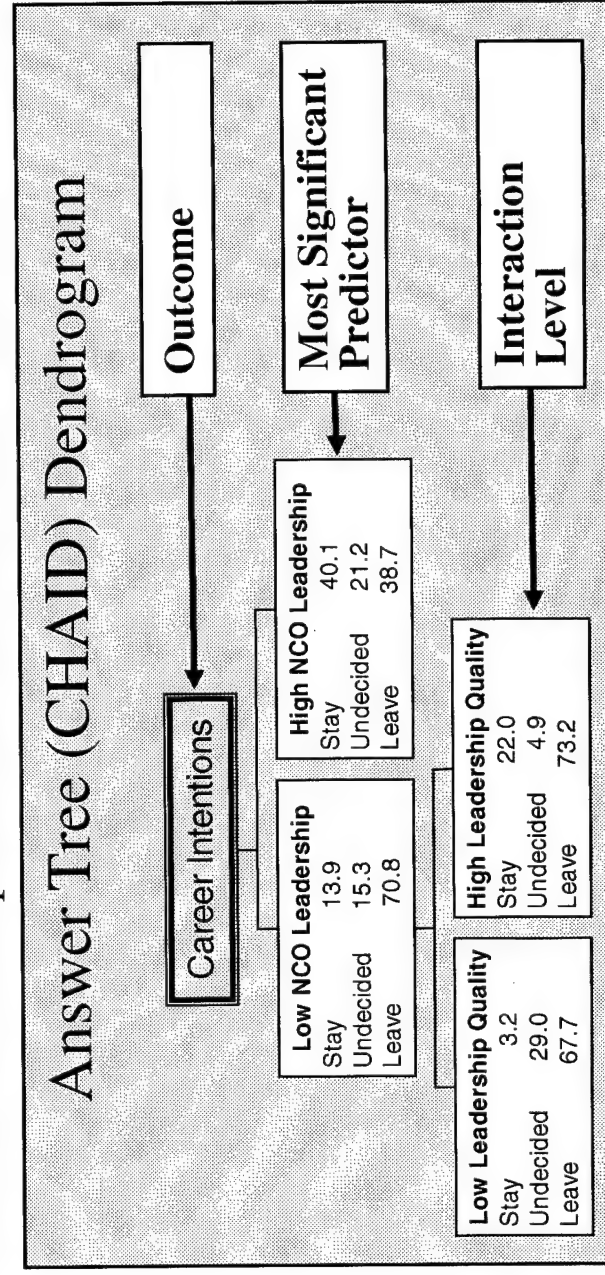 Answer Tree (CHAID) Dendrogram
Career Intentions
Outcome
Low NCO Leadership
Stay 13.9
Undecided 15.3
Leave 70.8
High NCO Leadership
Stay 40.1
Undecided 21.2
Leave 38.7
Most Significant
Predictor
Low Leadership Quality
Stay 3.2
Undecided 29.0
Leave 67.7
High Leadership Quality
Stay 22.0
Undecided 4.9
Leave 73.2
Interaction
Level